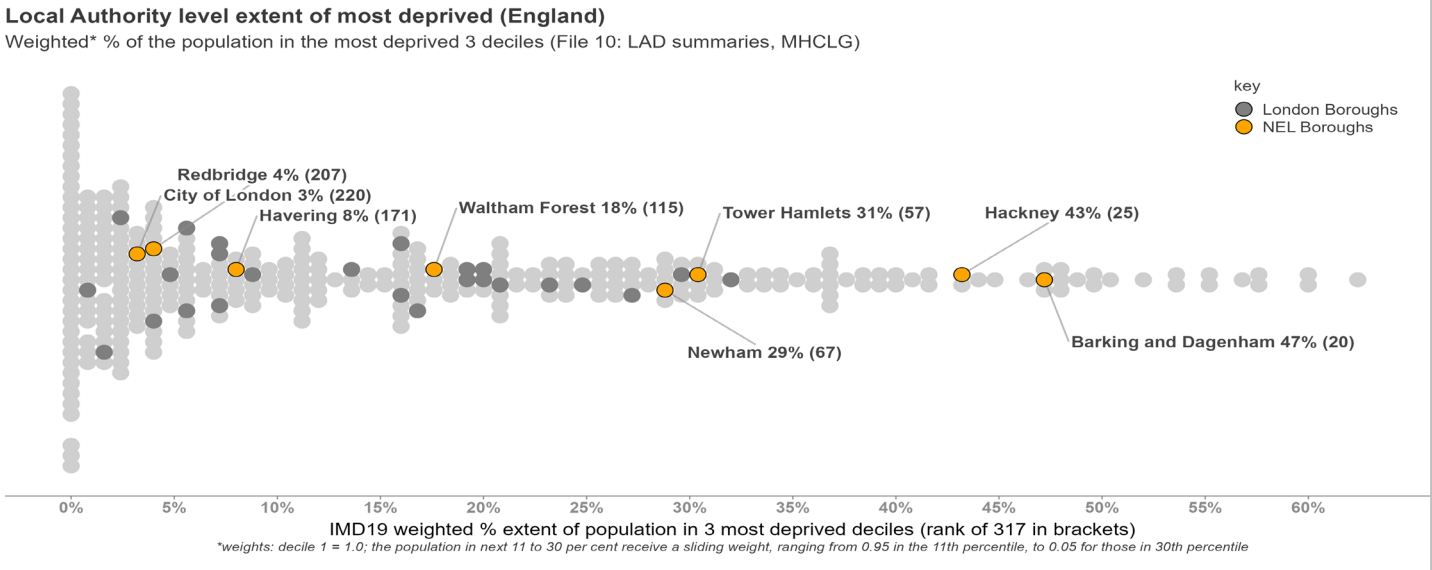 Local Authority level extent of most deprived (England)
Weighted* % of the population in the most deprived 3 deciles (File 10: LAD summaries, MHCLG)
key
London Boroughs
NEL Boroughs
Redbridge 4% (207)
City of London 3% (220)
Havering 8% (171)
Waltham Forest 18% (115)
Tower Hamlets 31% (57)
Hackney 43% (25)
Newham 29% (67)
Barking and Dagenham 47% (20)
0% 5% 10% 15% 20% 25% 30% 35% 40% 45% 50% 55% 60%
IMD19 weighted % extent of population in 3 most deprived deciles (rank of 317 in brackets)
*weights: decile 1 = 1.0; the population in next 11 to 30 per cent receive a sliding weight, ranging from 0.95 in the 11th percentile, to 0.05 for those in 30th percentile